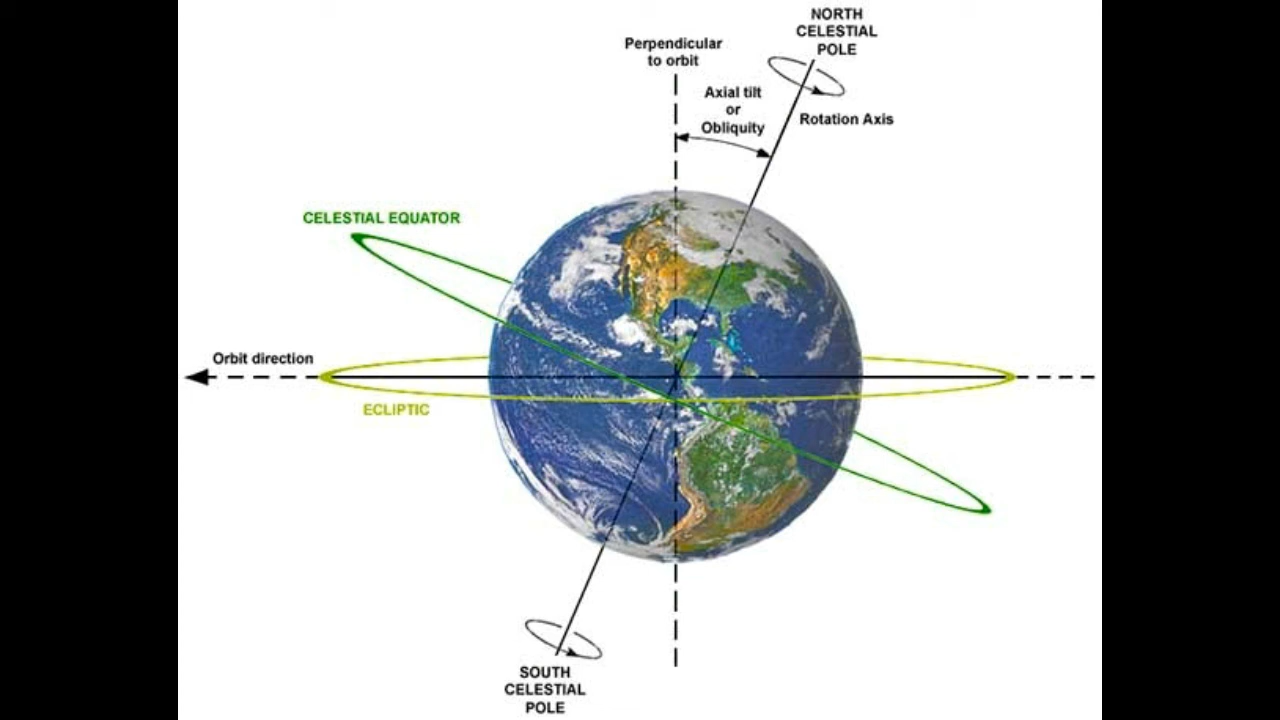 NORTH
CELESTIAL
POLE
Perpendicular
to orbit
Axial tilt
or
Obliquity
Rotation Axis
CELESTIAL EQUATOR
Orbit direction
ECLIPTIC
SOUTH
CELESTIAL
POLE